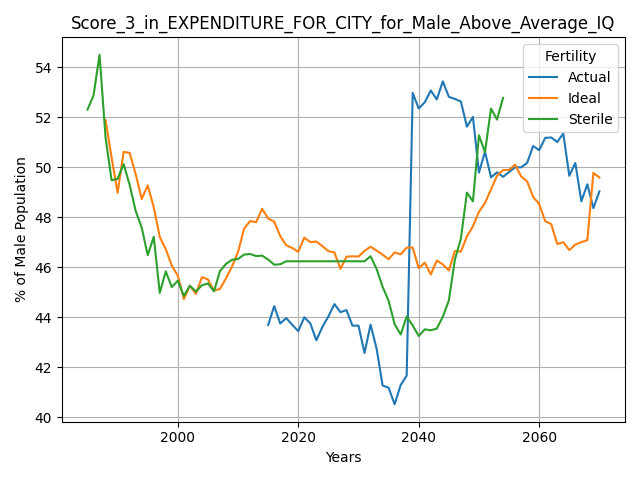 Score_3_in_EXPENDITURE_FOR_CITY_for_Male_Above_Average_IQ
% of Male Population
54
52
50
48
46
44
42
40
Fertility
Actual
Ideal
Sterile
2000
2020
2040
2060
Years